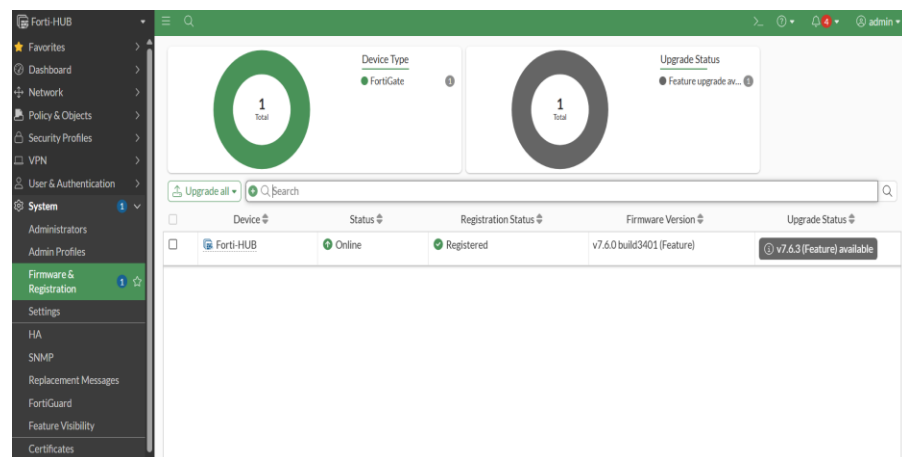 Forti-HUB
4
admin
Favorites
Dashboard
Network
Policy & Objects
Security Profiles
VPN
User & Authentication
System 1
Administrators
Admin Profiles
Firmware &
Registration
1
Settings
HA
SNMP
Replacement Messages
FortiGuard
Feature Visibility
Certificates
Device Type
FortiGate 1
1
Total
Upgrade Status
Feature upgrade av... 1
1
Total
Upgrade all
Search
Device Status Registration Status Firmware Version Upgrade Status
Forti-HUB Online Registered v7.6.0 build3401 (Feature) v7.6.3 (Feature) available